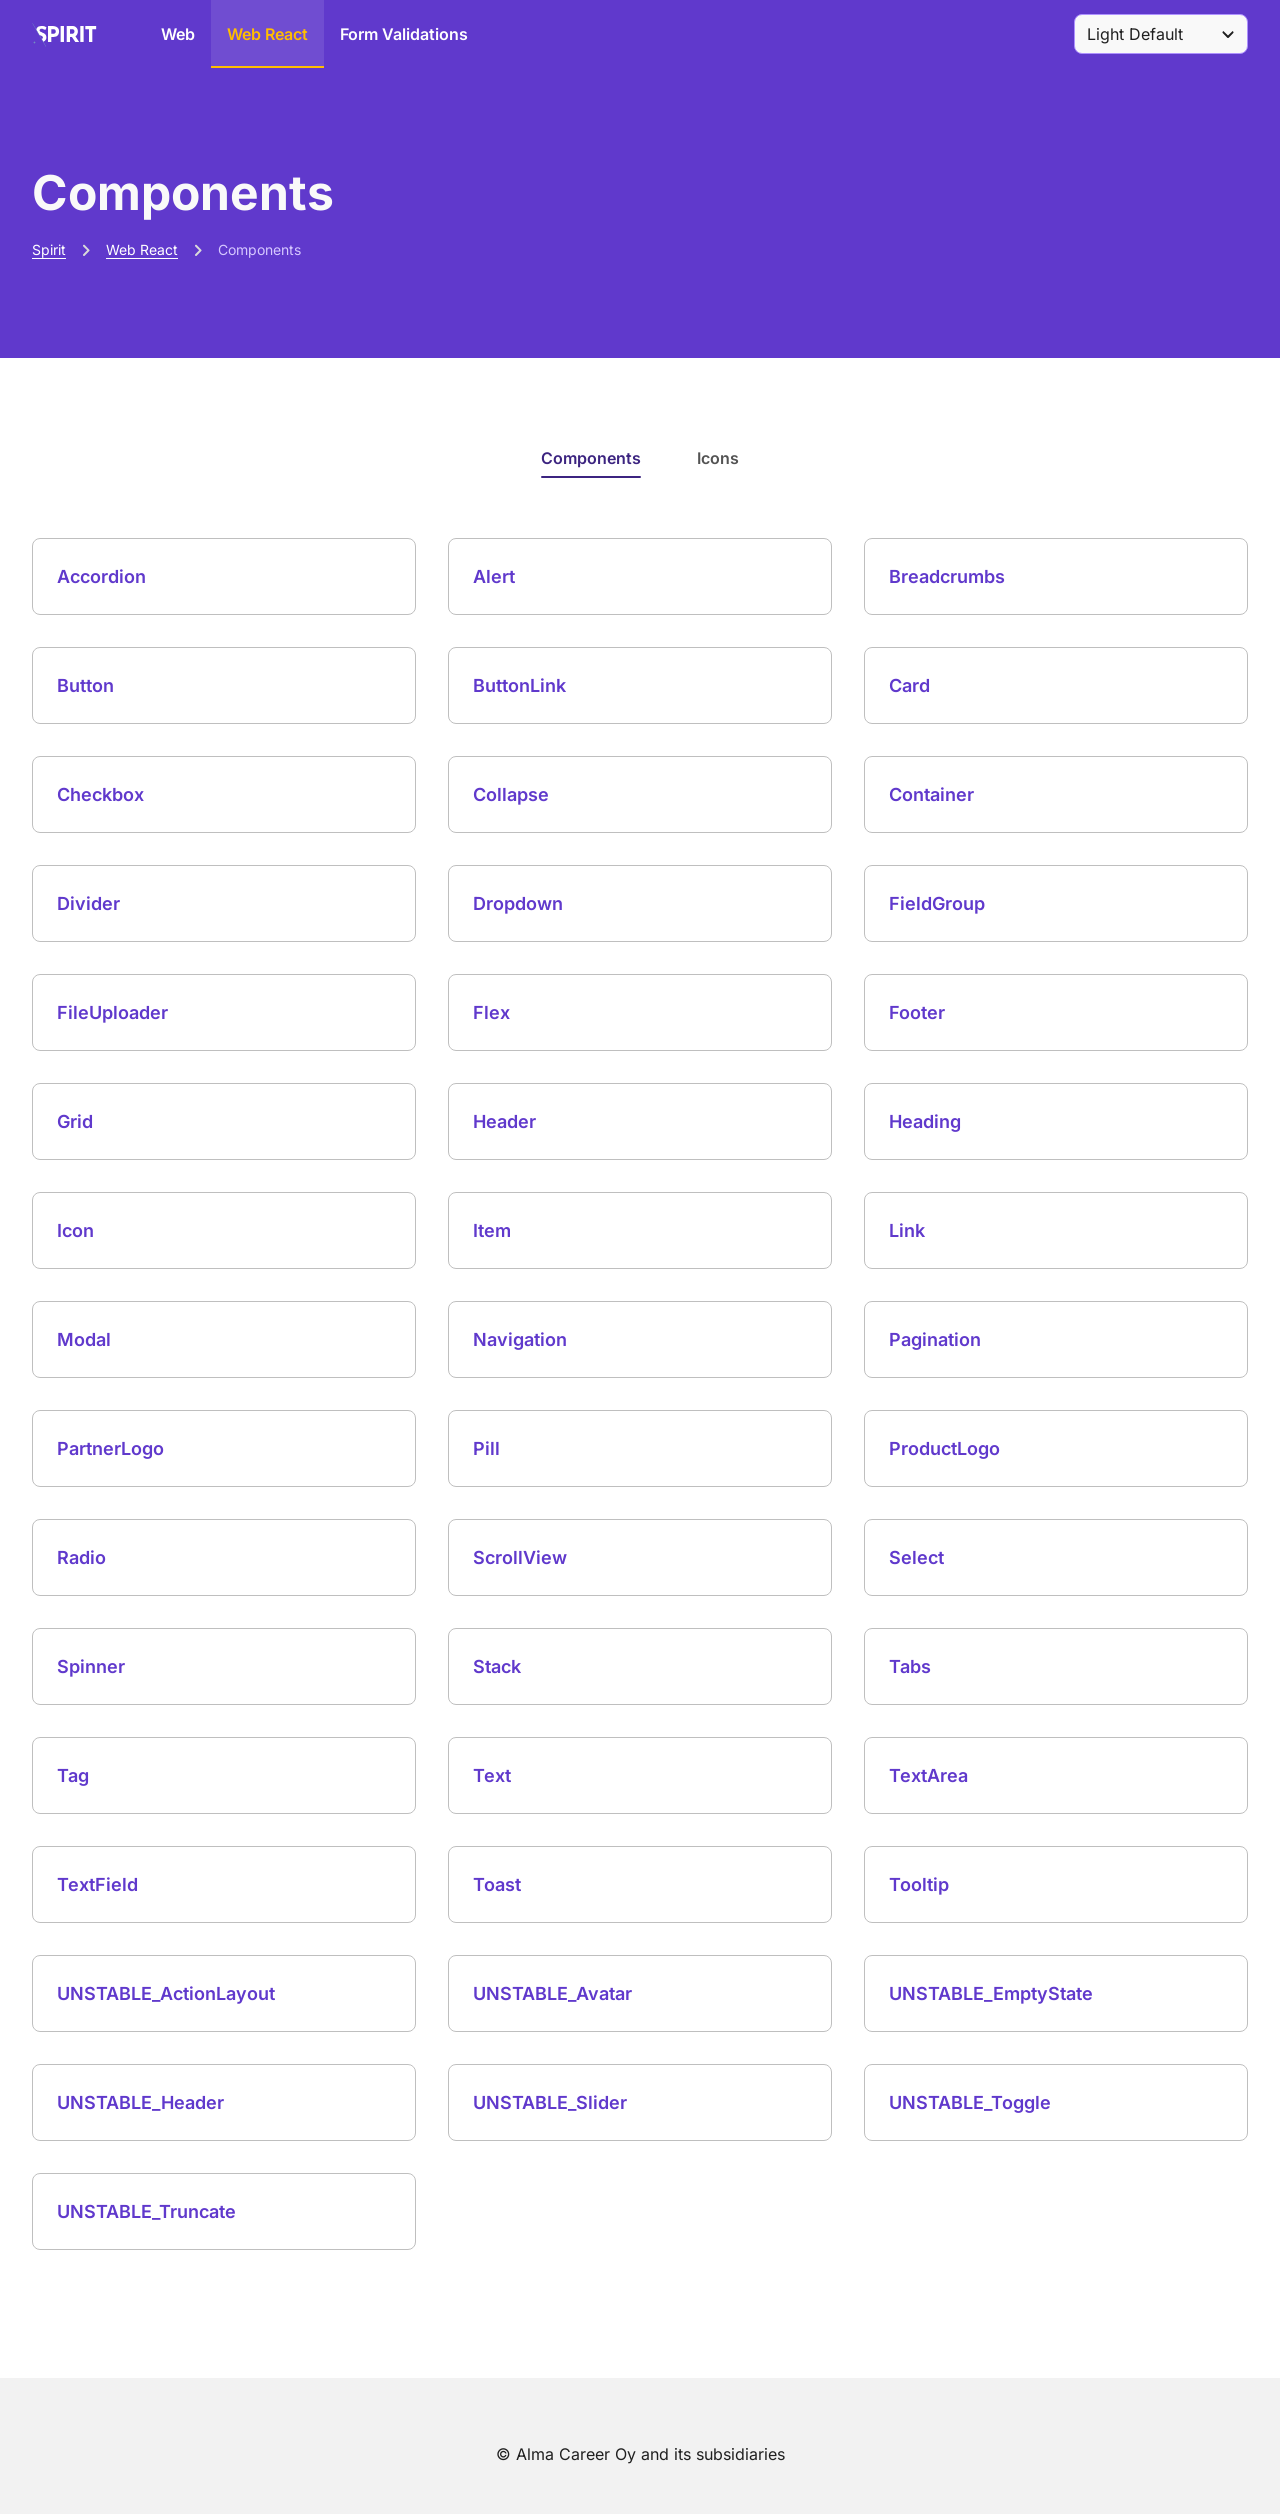 SPIRIT Web Web React Form Validations Light Default
Components
Spirit Web React Components
Components Icons
Accordion Alert Breadcrumbs
Button ButtonLink Card
Checkbox Collapse Container
Divider Dropdown FieldGroup
FileUploader Flex Footer
Grid Header Heading
Icon Item Link
Modal Navigation Pagination
PartnerLogo Pill ProductLogo
Radio ScrollView Select
Spinner Stack Tabs
Tag Text TextArea
TextField Toast Tooltip
UNSTABLE_ActionLayout UNSTABLE_Avatar UNSTABLE_EmptyState
UNSTABLE_Header UNSTABLE_Slider UNSTABLE_Toggle
UNSTABLE_Truncate
© Alma Career Oy and its subsidiaries